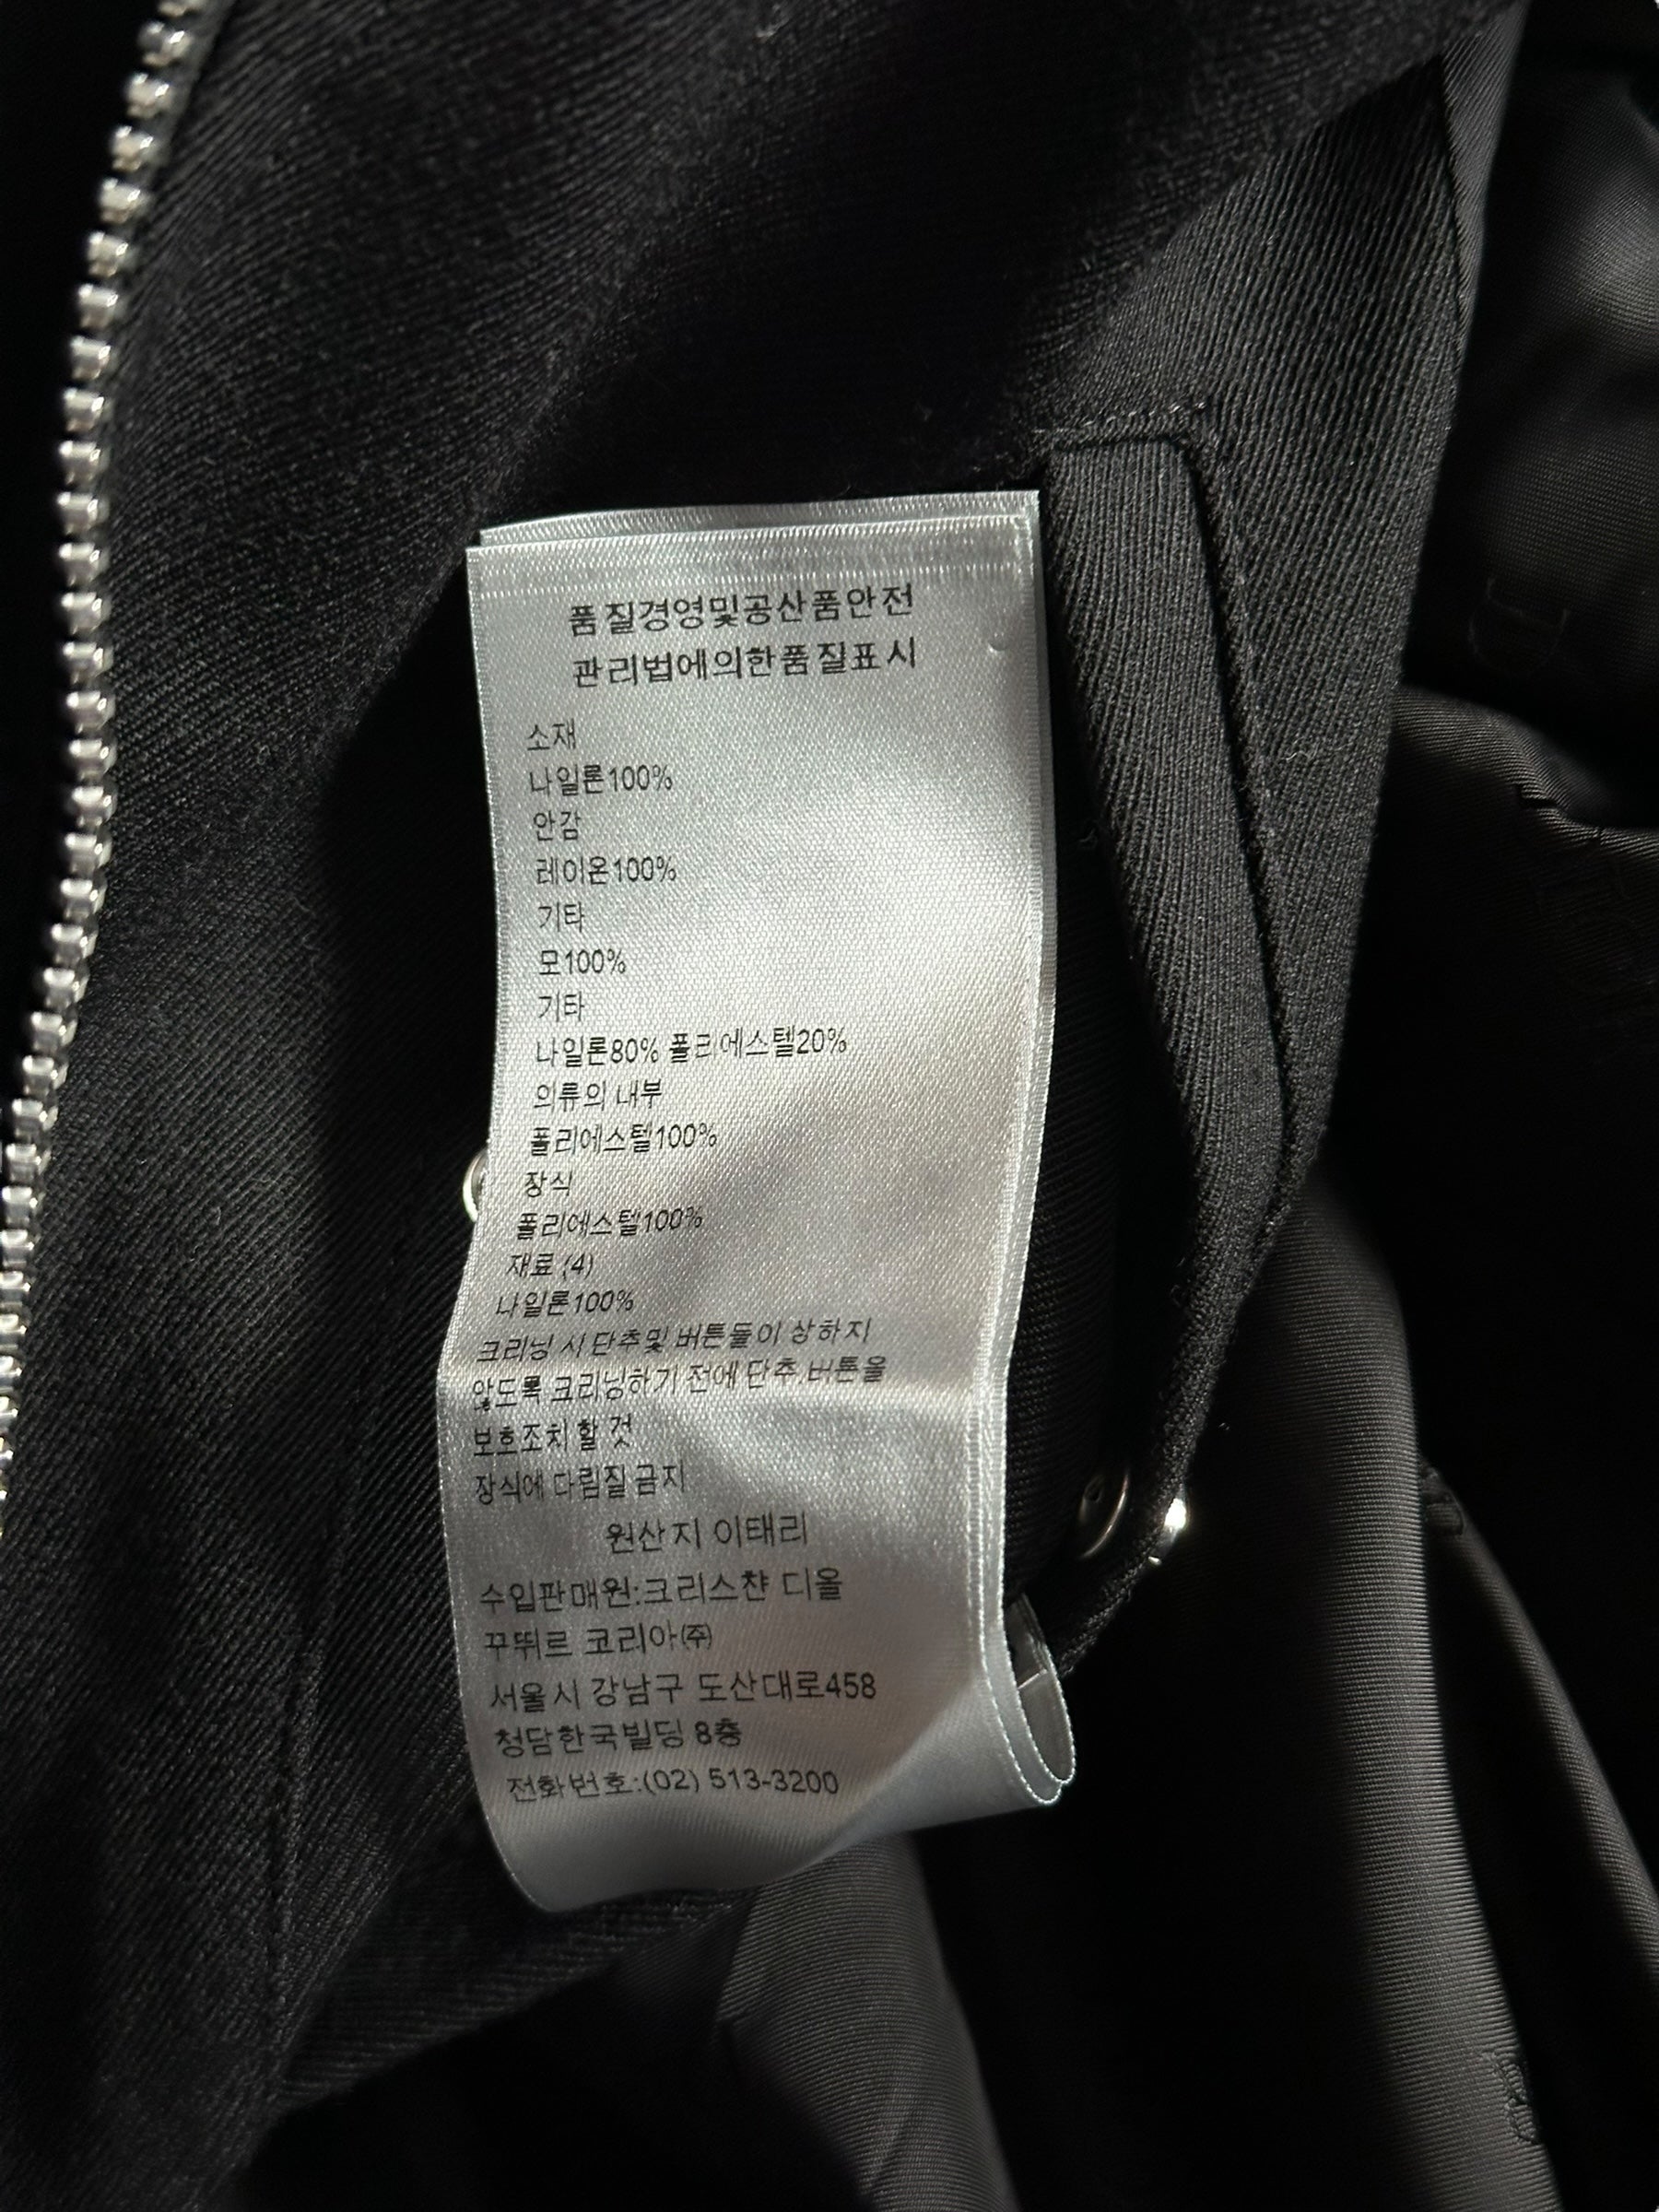 품질경영및공산품안전
관리법에의한품질표시
소재
나일론100%
안감
레이온100%
기타
모100%
기타
나일론80% 폴리에스텔20%
의류의 내부
폴리에스텔100%
장식
폴리에스텔100%
재료 (4)
나일론100%
크리닝 시 단추및 버튼들이 상하지
않도록 크리닝하기 전에 단추.버튼을
보호조치 할 것
장식에 다림질 금지
원산지 이태리
수입판매원:크리스챤 디올
꾸뛰르 코리아㈜
서울시 강남구 도산대로458
청담한국빌딩 8층
전화번호:(02) 513-3200